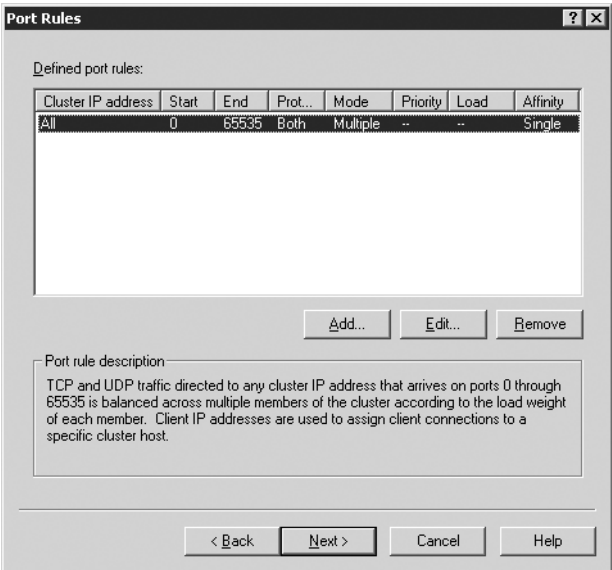 Port Rules
Defined port rules:
Cluster IP address Start End Prot... Mode Priority Load Affinity
All 0 65535 Both Multiple -- -- Single
Add... Edit... Remove
Port rule description
TCP and UDP traffic directed to any cluster IP address that arrives on ports 0 through
65535 is balanced across multiple members of the cluster according to the load weight
of each member. Client IP addresses are used to assign client connections to a
specific cluster host.
< Back Next > Cancel Help